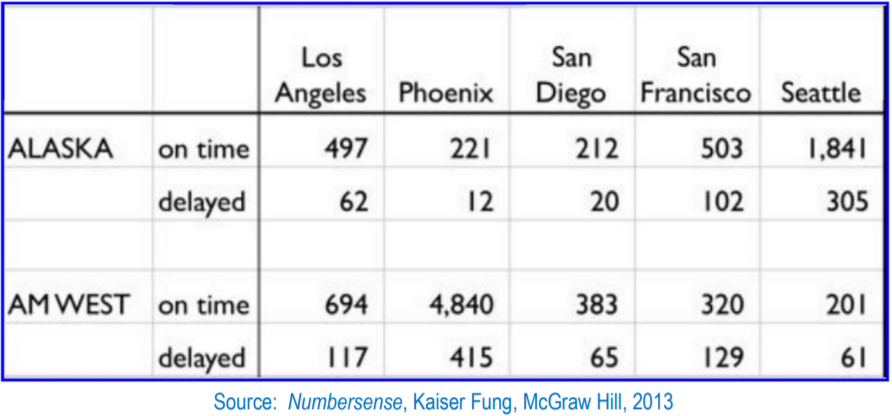 Los Angeles Phoenix San Diego San Francisco Seattle
ALASKA on time 497 221 212 503 1,841
delayed 62 12 20 102 305
AM WEST on time 694 4,840 383 320 201
delayed 117 415 65 129 61
Source: Numbersense, Kaiser Fung, McGraw Hill, 2013